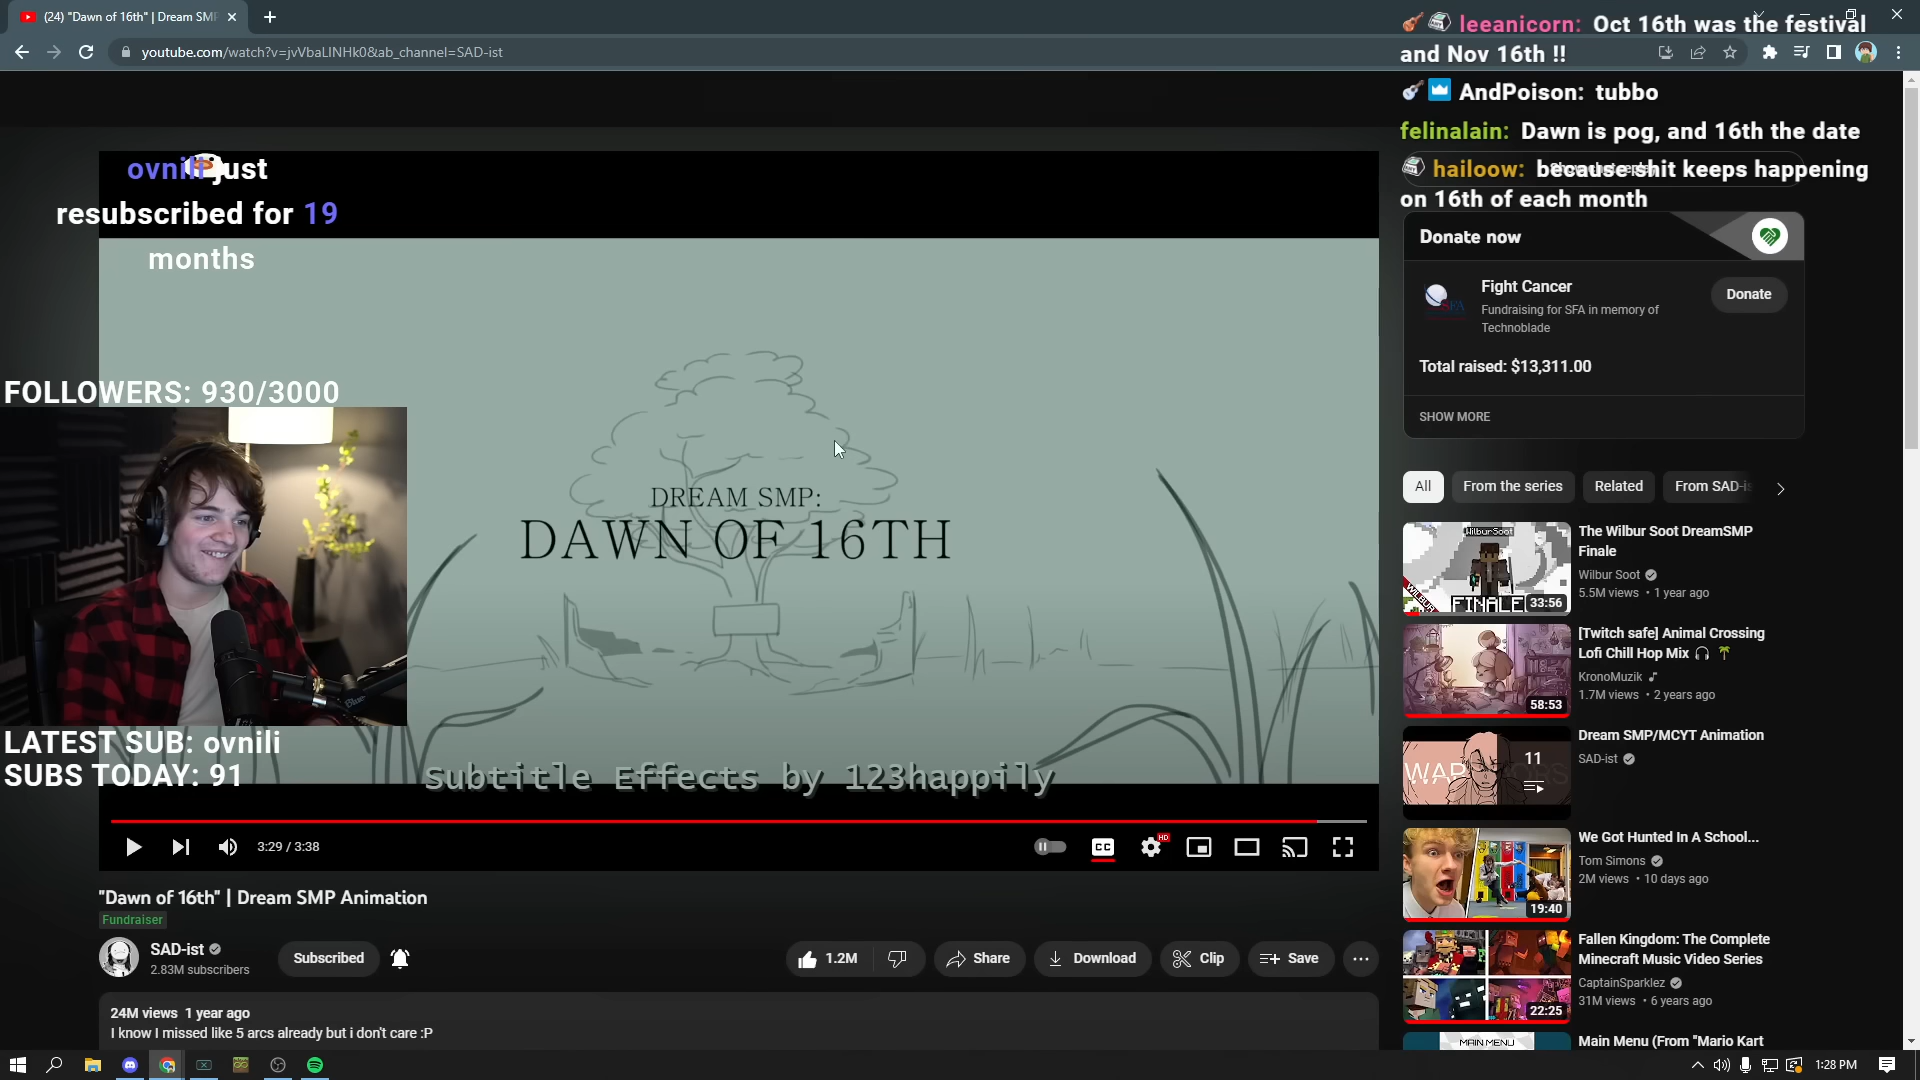 (24) "Dawn of 16th" | Dream SMP
youtube.com/watch?v=jvVbaLINHk0&ab_channel=SAD-ist
leeanicorn: Oct 16th was the festival
and Nov 16th !!
AndPoison: tubbo
felinalain: Dawn is pog, and 16th the date
hailoow: because shit keeps happening
on 16th of each month
ovnili just
resubscribed for 19
months
FOLLOWERS: 930/3000
DREAM SMP:
DAWN OF 16TH
LATEST SUB: ovnili
SUBS TODAY: 91
Subtitle Effects by 123happily
3:29 / 3:38
CC
HD
"Dawn of 16th" | Dream SMP Animation
Fundraiser
SAD-ist
2.83M subscribers
Subscribed
1.2M
Share
Download
Clip
Save
24M views 1 year ago
I know I missed like 5 arcs already but i don't care :P
Donate now
Fight Cancer
Fundraising for SFA in memory of
Technoblade
Donate
Total raised: $13,311.00
SHOW MORE
All
From the series
Related
From SAD-is
WilburSoot
WILBUR
FINALE
33:56
The Wilbur Soot DreamSMP
Finale
Wilbur Soot
5.5M views • 1 year ago
58:53
[Twitch safe] Animal Crossing
Lofi Chill Hop Mix
KronoMuzik
1.7M views • 2 years ago
11
Dream SMP/MCYT Animation
SAD-ist
19:40
We Got Hunted In A School...
Tom Simons
2M views • 10 days ago
22:25
Fallen Kingdom: The Complete
Minecraft Music Video Series
CaptainSparklez
31M views • 6 years ago
MAIN MENU
Main Menu (From "Mario Kart
1:28 PM